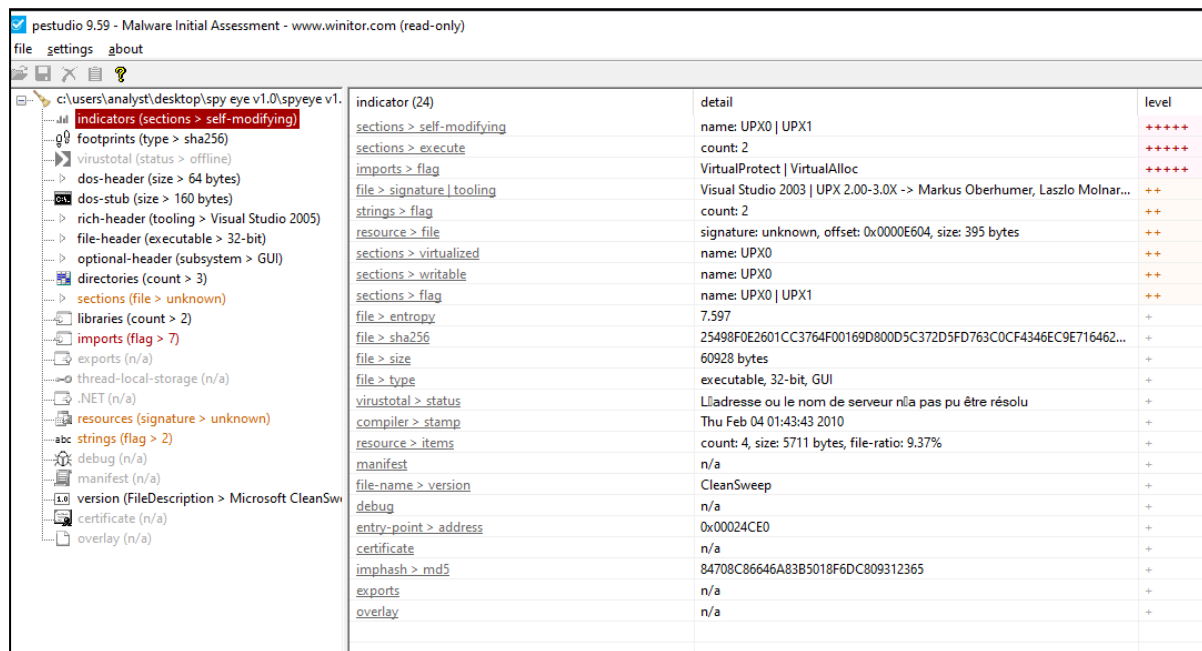 pestudio 9.59 - Malware Initial Assessment - www.winitor.com (read-only)
file settings about
c:\users\analyst\desktop\spy eye v1.0\spyeye v1.
indicators (sections > self-modifying)
footprints (type > sha256)
virustotal (status > offline)
dos-header (size > 64 bytes)
dos-stub (size > 160 bytes)
rich-header (tooling > Visual Studio 2005)
file-header (executable > 32-bit)
optional-header (subsystem > GUI)
directories (count > 3)
sections (file > unknown)
libraries (count > 2)
imports (flag > 7)
exports (n/a)
thread-local-storage (n/a)
.NET (n/a)
resources (signature > unknown)
abc strings (flag > 2)
debug (n/a)
manifest (n/a)
1.0 version (FileDescription > Microsoft CleanSw
certificate (n/a)
overlay (n/a)
indicator (24) detail level
sections > self-modifying name: UPX0 | UPX1 +++++
sections > execute count: 2 +++++
imports > flag VirtualProtect | VirtualAlloc +++++
file > signature | tooling Visual Studio 2003 | UPX 2.00-3.0X -> Markus Oberhumer, Laszlo Molnar... ++
strings > flag count: 2 ++
resource > file signature: unknown, offset: 0x0000E604, size: 395 bytes ++
sections > virtualized name: UPX0 ++
sections > writable name: UPX0 ++
sections > flag name: UPX0 | UPX1 ++
file > entropy 7.597 +
file > sha256 25498F0E2601CC3764F00169D800D5C372D5FD763C0CF4346EC9E716462... +
file > size 60928 bytes +
file > type executable, 32-bit, GUI +
virustotal > status L▯adresse ou le nom de serveur n▯a pas pu être résolu +
compiler > stamp Thu Feb 04 01:43:43 2010 +
resource > items count: 4, size: 5711 bytes, file-ratio: 9.37% +
manifest n/a +
file-name > version CleanSweep +
debug n/a +
entry-point > address 0x00024CE0 +
certificate n/a +
imphash > md5 84708C86646A83B5018F6DC809312365 +
exports n/a +
overlay n/a +